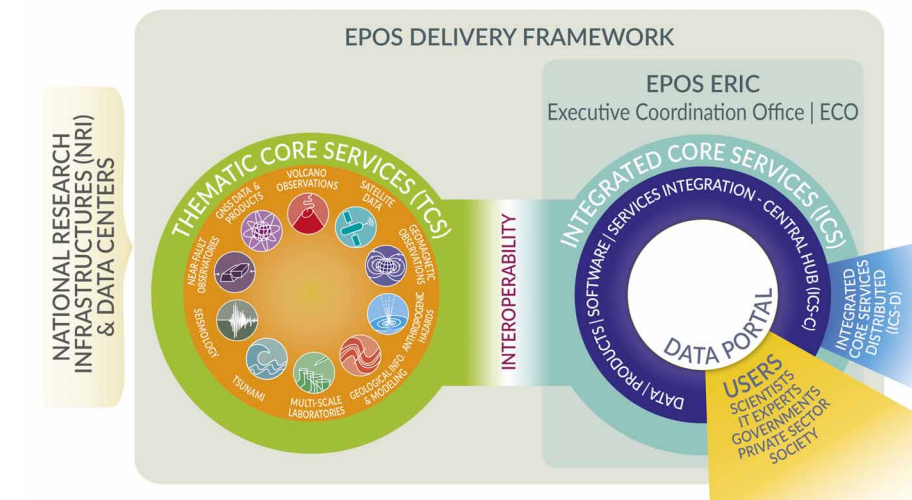 EPOS DELIVERY FRAMEWORK
EPOS ERIC
Executive Coordination Office | ECO
NATIONAL RESEARCH
INFRASTRUCTURES (NRI)
& DATA CENTERS
THEMATIC CORE SERVICES (TCS)
VOLCANO
OBSERVATIONS
SATELLITE
DATA
GEOMAGNETIC
OBSERVATIONS
ANTHROPOGENIC
HAZARDS
GEOLOGICAL INFO.
& MODELING
MULTI-SCALE
LABORATORIES
TSUNAMI
SEISMOLOGY
NEAR-FAULT
OBSERVATORIES
GNSS DATA &
PRODUCTS
INTEROPERABILITY
INTEGRATED CORE SERVICES (ICS)
DATA | PRODUCTS | SOFTWARE | SERVICES INTEGRATION - CENTRAL HUB (ICS-C)
DATA PORTAL
INTEGRATED
CORE SERVICES
DISTRIBUTED
(ICS-D)
USERS
SCIENTISTS
IT EXPERTS
GOVERNMENTS
PRIVATE SECTOR
SOCIETY